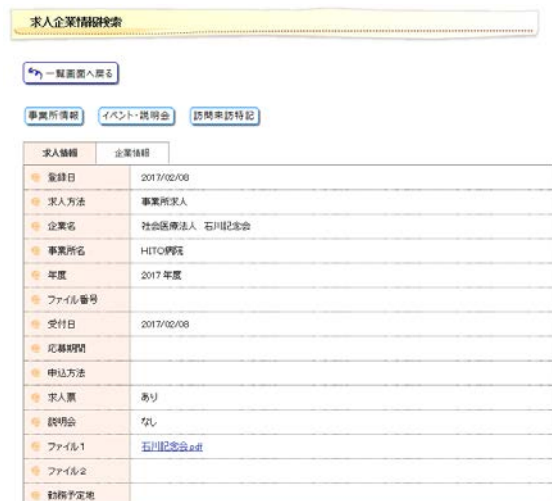 求人企業情報検索
一覧画面へ戻る
事業所情報 イベント・説明会 訪問来訪特記
求人情報 企業情報
登録日 2017/02/08
求人方法 事業所求人
企業名 社会医療法人 石川記念会
事業所名 HITO病院
年度 2017 年度
ファイル番号
受付日 2017/02/08
応募期間
申込方法
求人票 あり
説明会 なし
ファイル1 石川記念会.pdf
ファイル2
勤務予定地